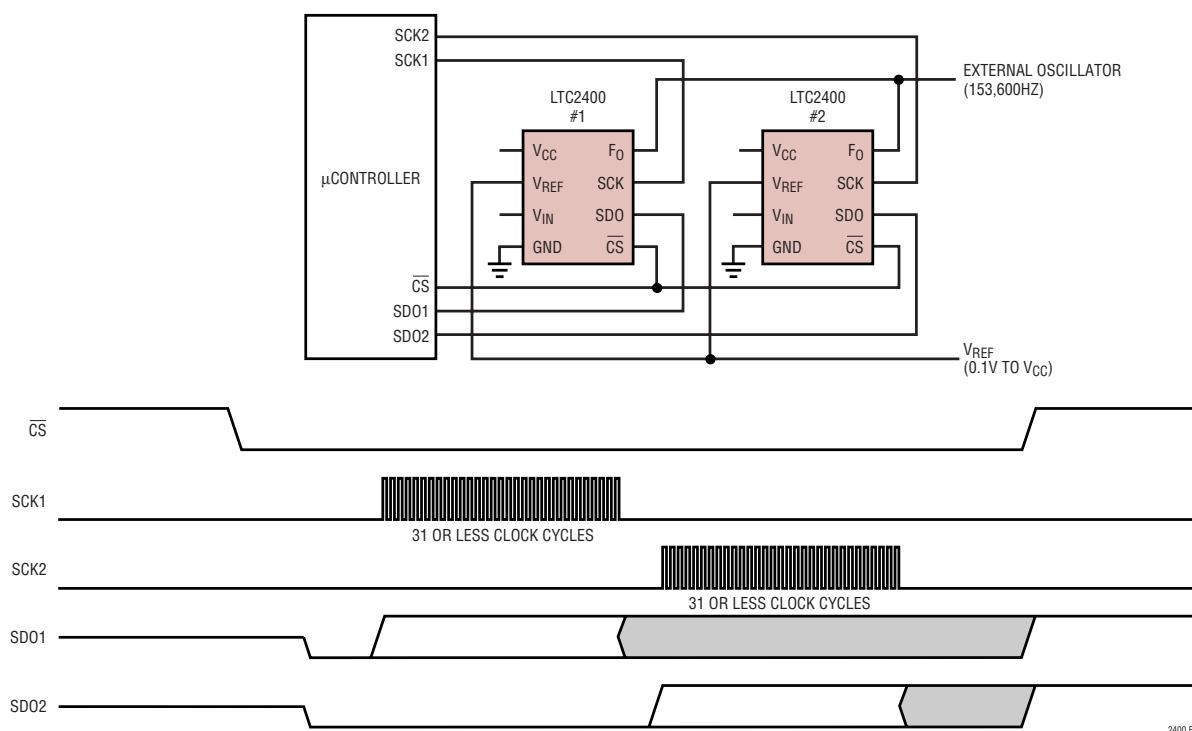 SCK2
SCK1
EXTERNAL OSCILLATOR
(153,600HZ)
LTC2400
#1
LTC2400
#2
VCC FO
VCC FO
µCONTROLLER
VREF SCK
VREF SCK
VIN SDO
VIN SDO
GND CS
GND CS
CS
SDO1
SDO2
VREF
(0.1V TO VCC)
CS
SCK1
31 OR LESS CLOCK CYCLES
SCK2
31 OR LESS CLOCK CYCLES
SDO1
SDO2
2400 F